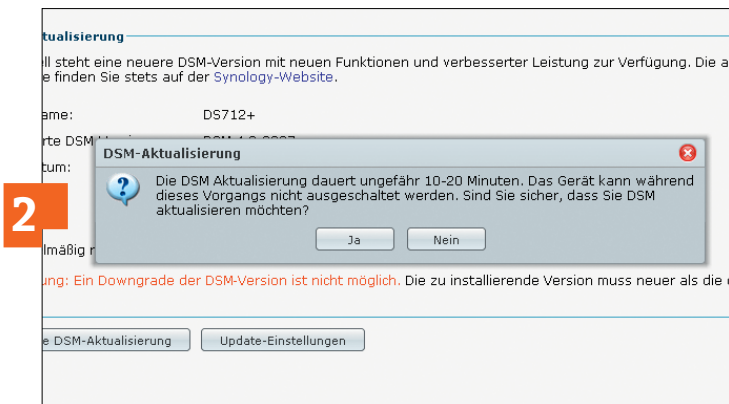 tualisierung
ll steht eine neuere DSM-Version mit neuen Funktionen und verbesserter Leistung zur Verfügung. Die a
e finden Sie stets auf der Synology-Website.
ame: DS712+
rte DSM
tum:
DSM-Aktualisierung
Die DSM Aktualisierung dauert ungefähr 10-20 Minuten. Das Gerät kann während
dieses Vorgangs nicht ausgeschaltet werden. Sind Sie sicher, dass Sie DSM
aktualisieren möchten?
Ja Nein
2
lmäßig
ung: Ein Downgrade der DSM-Version ist nicht möglich. Die zu installierende Version muss neuer als die
e DSM-Aktualisierung Update-Einstellungen